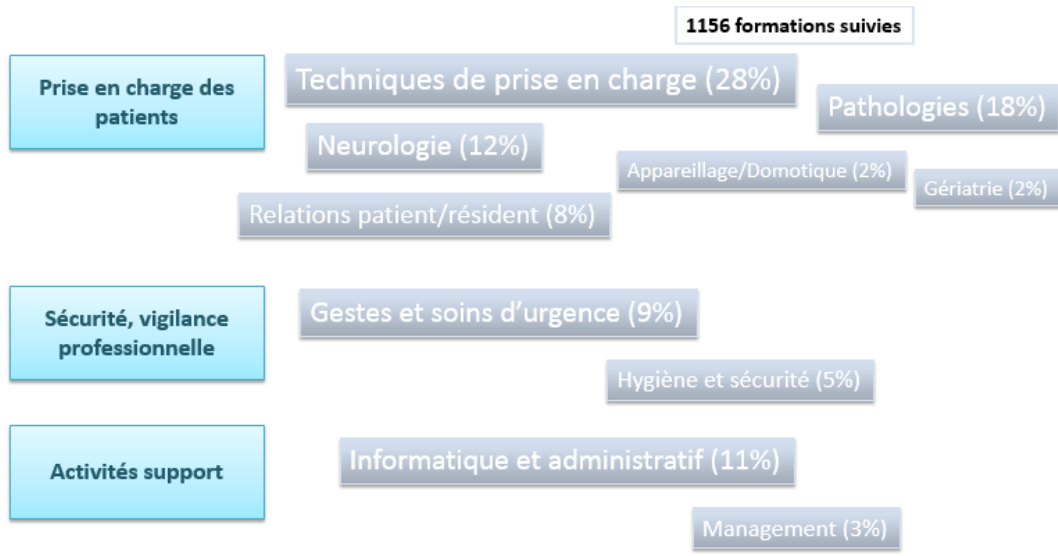 1156 formations suivies
Prise en charge des
patients
Techniques de prise en charge (28%)
Pathologies (18%)
Neurologie (12%)
Appareillage/Domotique (2%)
Gériatrie (2%)
Relations patient/résident (8%)
Sécurité, vigilance
professionnelle
Gestes et soins d’urgence (9%)
Hygiène et sécurité (5%)
Activités support
Informatique et administratif (11%)
Management (3%)